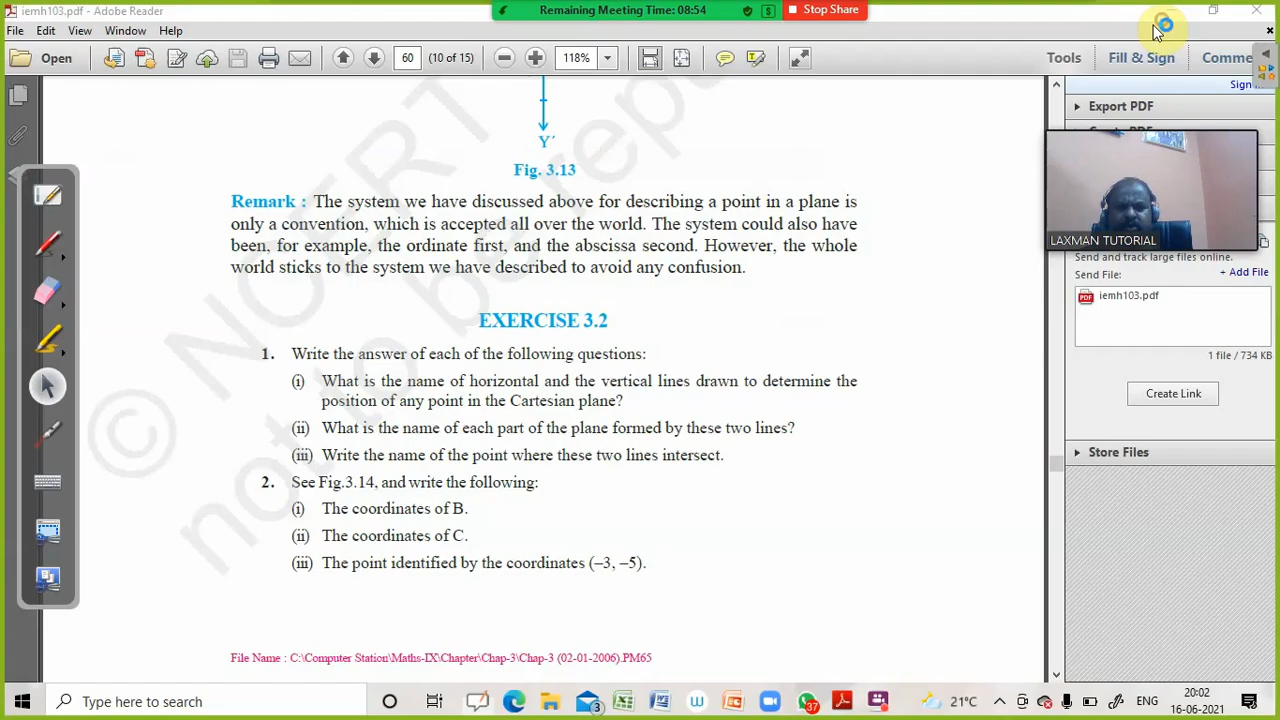 iemh103.pdf - Adobe Reader
Remaining Meeting Time: 08:54
Stop Share
File Edit View Window Help
Open
60 (10 of 15)
118%
Tools
Fill & Sign
Comme
Sign
Export PDF
Y´
Fig. 3.13
Remark : The system we have discussed above for describing a point in a plane is
only a convention, which is accepted all over the world. The system could also have
been, for example, the ordinate first, and the abscissa second. However, the whole
world sticks to the system we have described to avoid any confusion.
LAXMAN TUTORIAL
Send and track large files online.
Send File:
+ Add File
iemh103.pdf
1 file / 734 KB
Create Link
Store Files
EXERCISE 3.2
1. Write the answer of each of the following questions:
(i) What is the name of horizontal and the vertical lines drawn to determine the
position of any point in the Cartesian plane?
(ii) What is the name of each part of the plane formed by these two lines?
(iii) Write the name of the point where these two lines intersect.
2. See Fig.3.14, and write the following:
(i) The coordinates of B.
(ii) The coordinates of C.
(iii) The point identified by the coordinates (–3, –5).
© NCERT
not to be republ
File Name : C:\Computer Station\Maths-IX\Chapter\Chap-3\Chap-3 (02-01-2006).PM65
Type here to search
3
37
21°C
ENG
20:02
16-06-2021